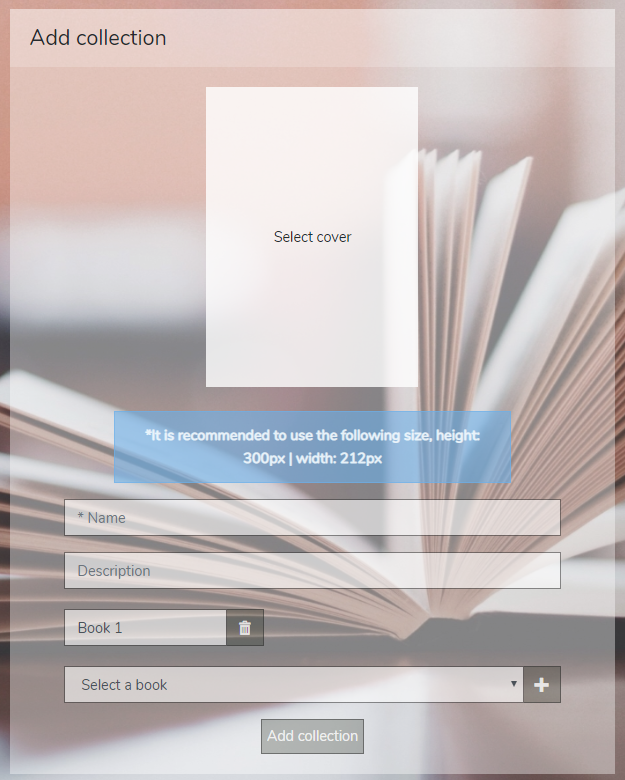 Add collection
Select cover
*It is recommended to use the following size, height:
300px | width: 212px
* Name
Description
Book 1
Select a book
Add collection